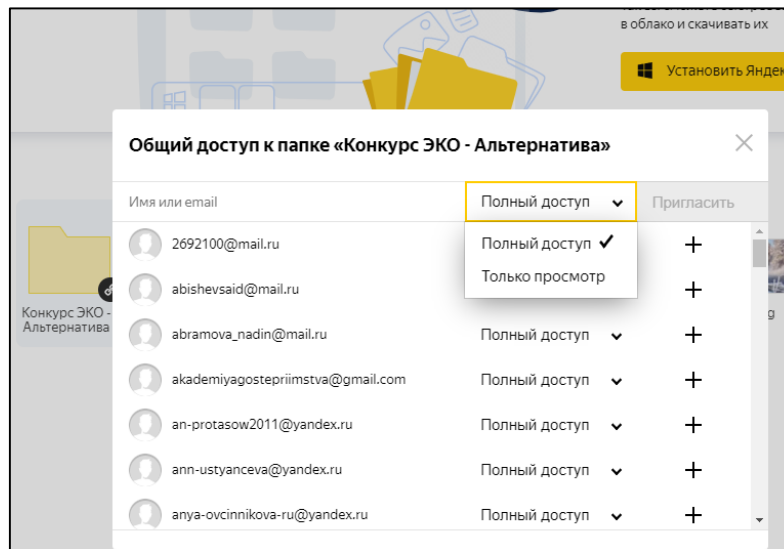 в облако и скачивать их
Установить Яндек
Общий доступ к папке «Конкурс ЭКО - Альтернатива»
Имя или email
Полный доступ
Пригласить
2692100@mail.ru
Полный доступ
abishevsaid@mail.ru
Только просмотр
Конкурс ЭКО -
Альтернатива
abramova_nadin@mail.ru
Полный доступ
akademiyagostepriimstva@gmail.com
Полный доступ
an-protasow2011@yandex.ru
Полный доступ
ann-ustyanceva@yandex.ru
Полный доступ
anya-ovcinnikova-ru@yandex.ru
Полный доступ
g